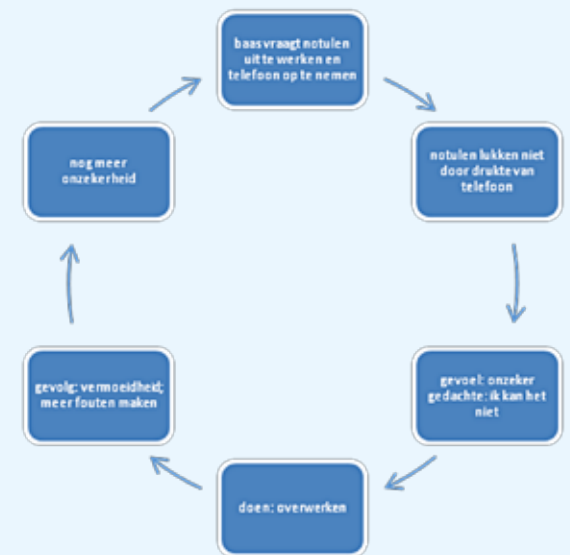 baas vraagt notulen
uit te werken en
telefoon op te nemen
notulen lukken niet
door drukte van
telefoon
gevoel: onzeker
gedachte: ik kan het
niet
doen: overwerken
gevolg: vermoeidheid;
meer fouten maken
nog meer
onzekerheid